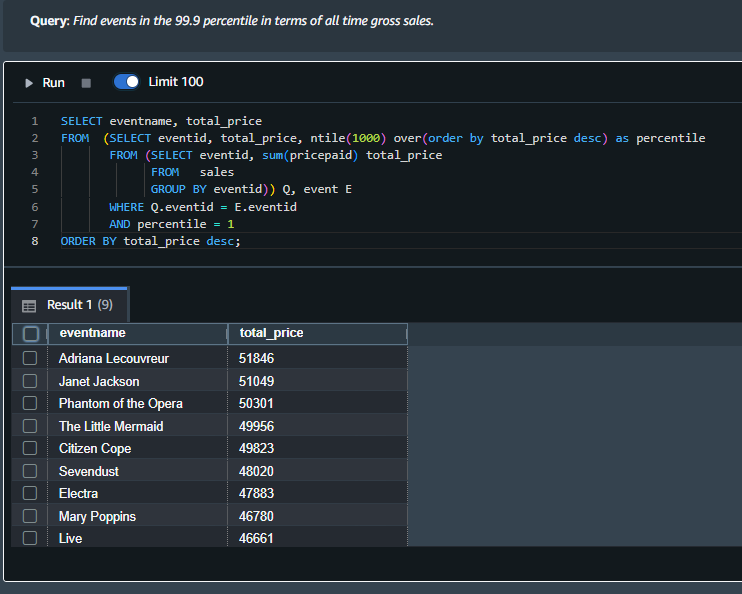 Query: Find events in the 99.9 percentile in terms of all time gross sales.
Run Limit 100
1 SELECT eventname, total_price
2 FROM (SELECT eventid, total_price, ntile(1000) over(order by total_price desc) as percentile
3 FROM (SELECT eventid, sum(pricepaid) total_price
4 FROM sales
5 GROUP BY eventid)) Q, event E
6 WHERE Q.eventid = E.eventid
7 AND percentile = 1
8 ORDER BY total_price desc;
Result 1 (9)
eventname total_price
Adriana Lecouvreur 51846
Janet Jackson 51049
Phantom of the Opera 50301
The Little Mermaid 49956
Citizen Cope 49823
Sevendust 48020
Electra 47883
Mary Poppins 46780
Live 46661